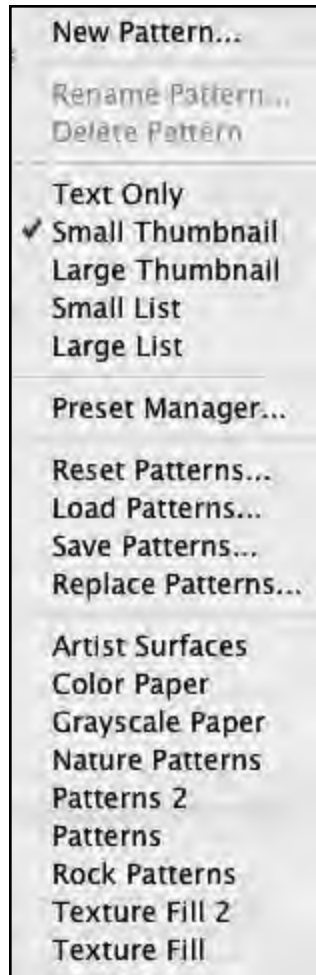 New Pattern...
Rename Pattern...
Delete Pattern
Text Only
✔ Small Thumbnail
Large Thumbnail
Small List
Large List
Preset Manager...
Reset Patterns...
Load Patterns...
Save Patterns...
Replace Patterns...
Artist Surfaces
Color Paper
Grayscale Paper
Nature Patterns
Patterns 2
Patterns
Rock Patterns
Texture Fill 2
Texture Fill